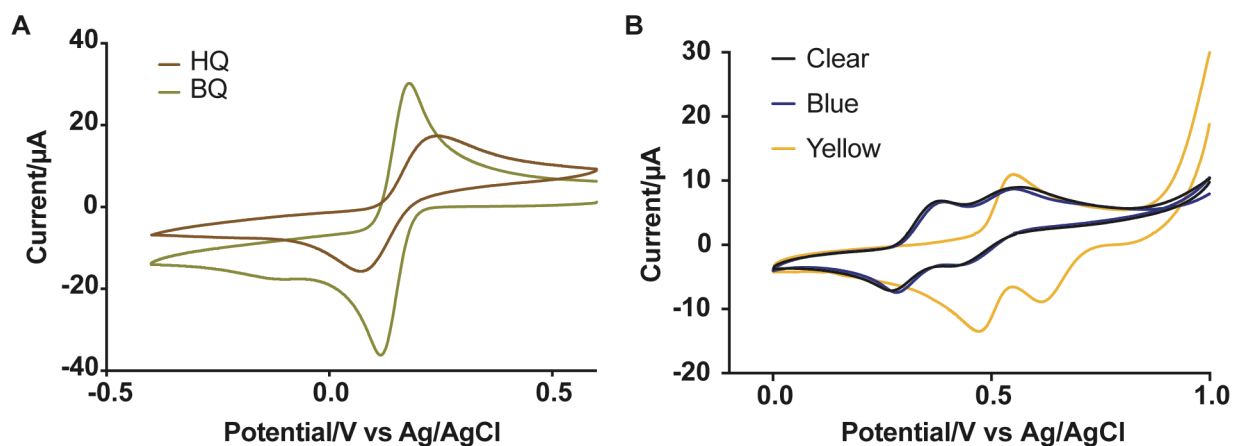 A
HQ
BQ
40
20
0
-20
-40
-0.5
0.0
0.5
Current/µA
Potential/V vs Ag/AgCl
B
Clear
Blue
Yellow
30
20
10
0
-10
-20
0.0
0.5
1.0
Current/µA
Potential/V vs Ag/AgCl